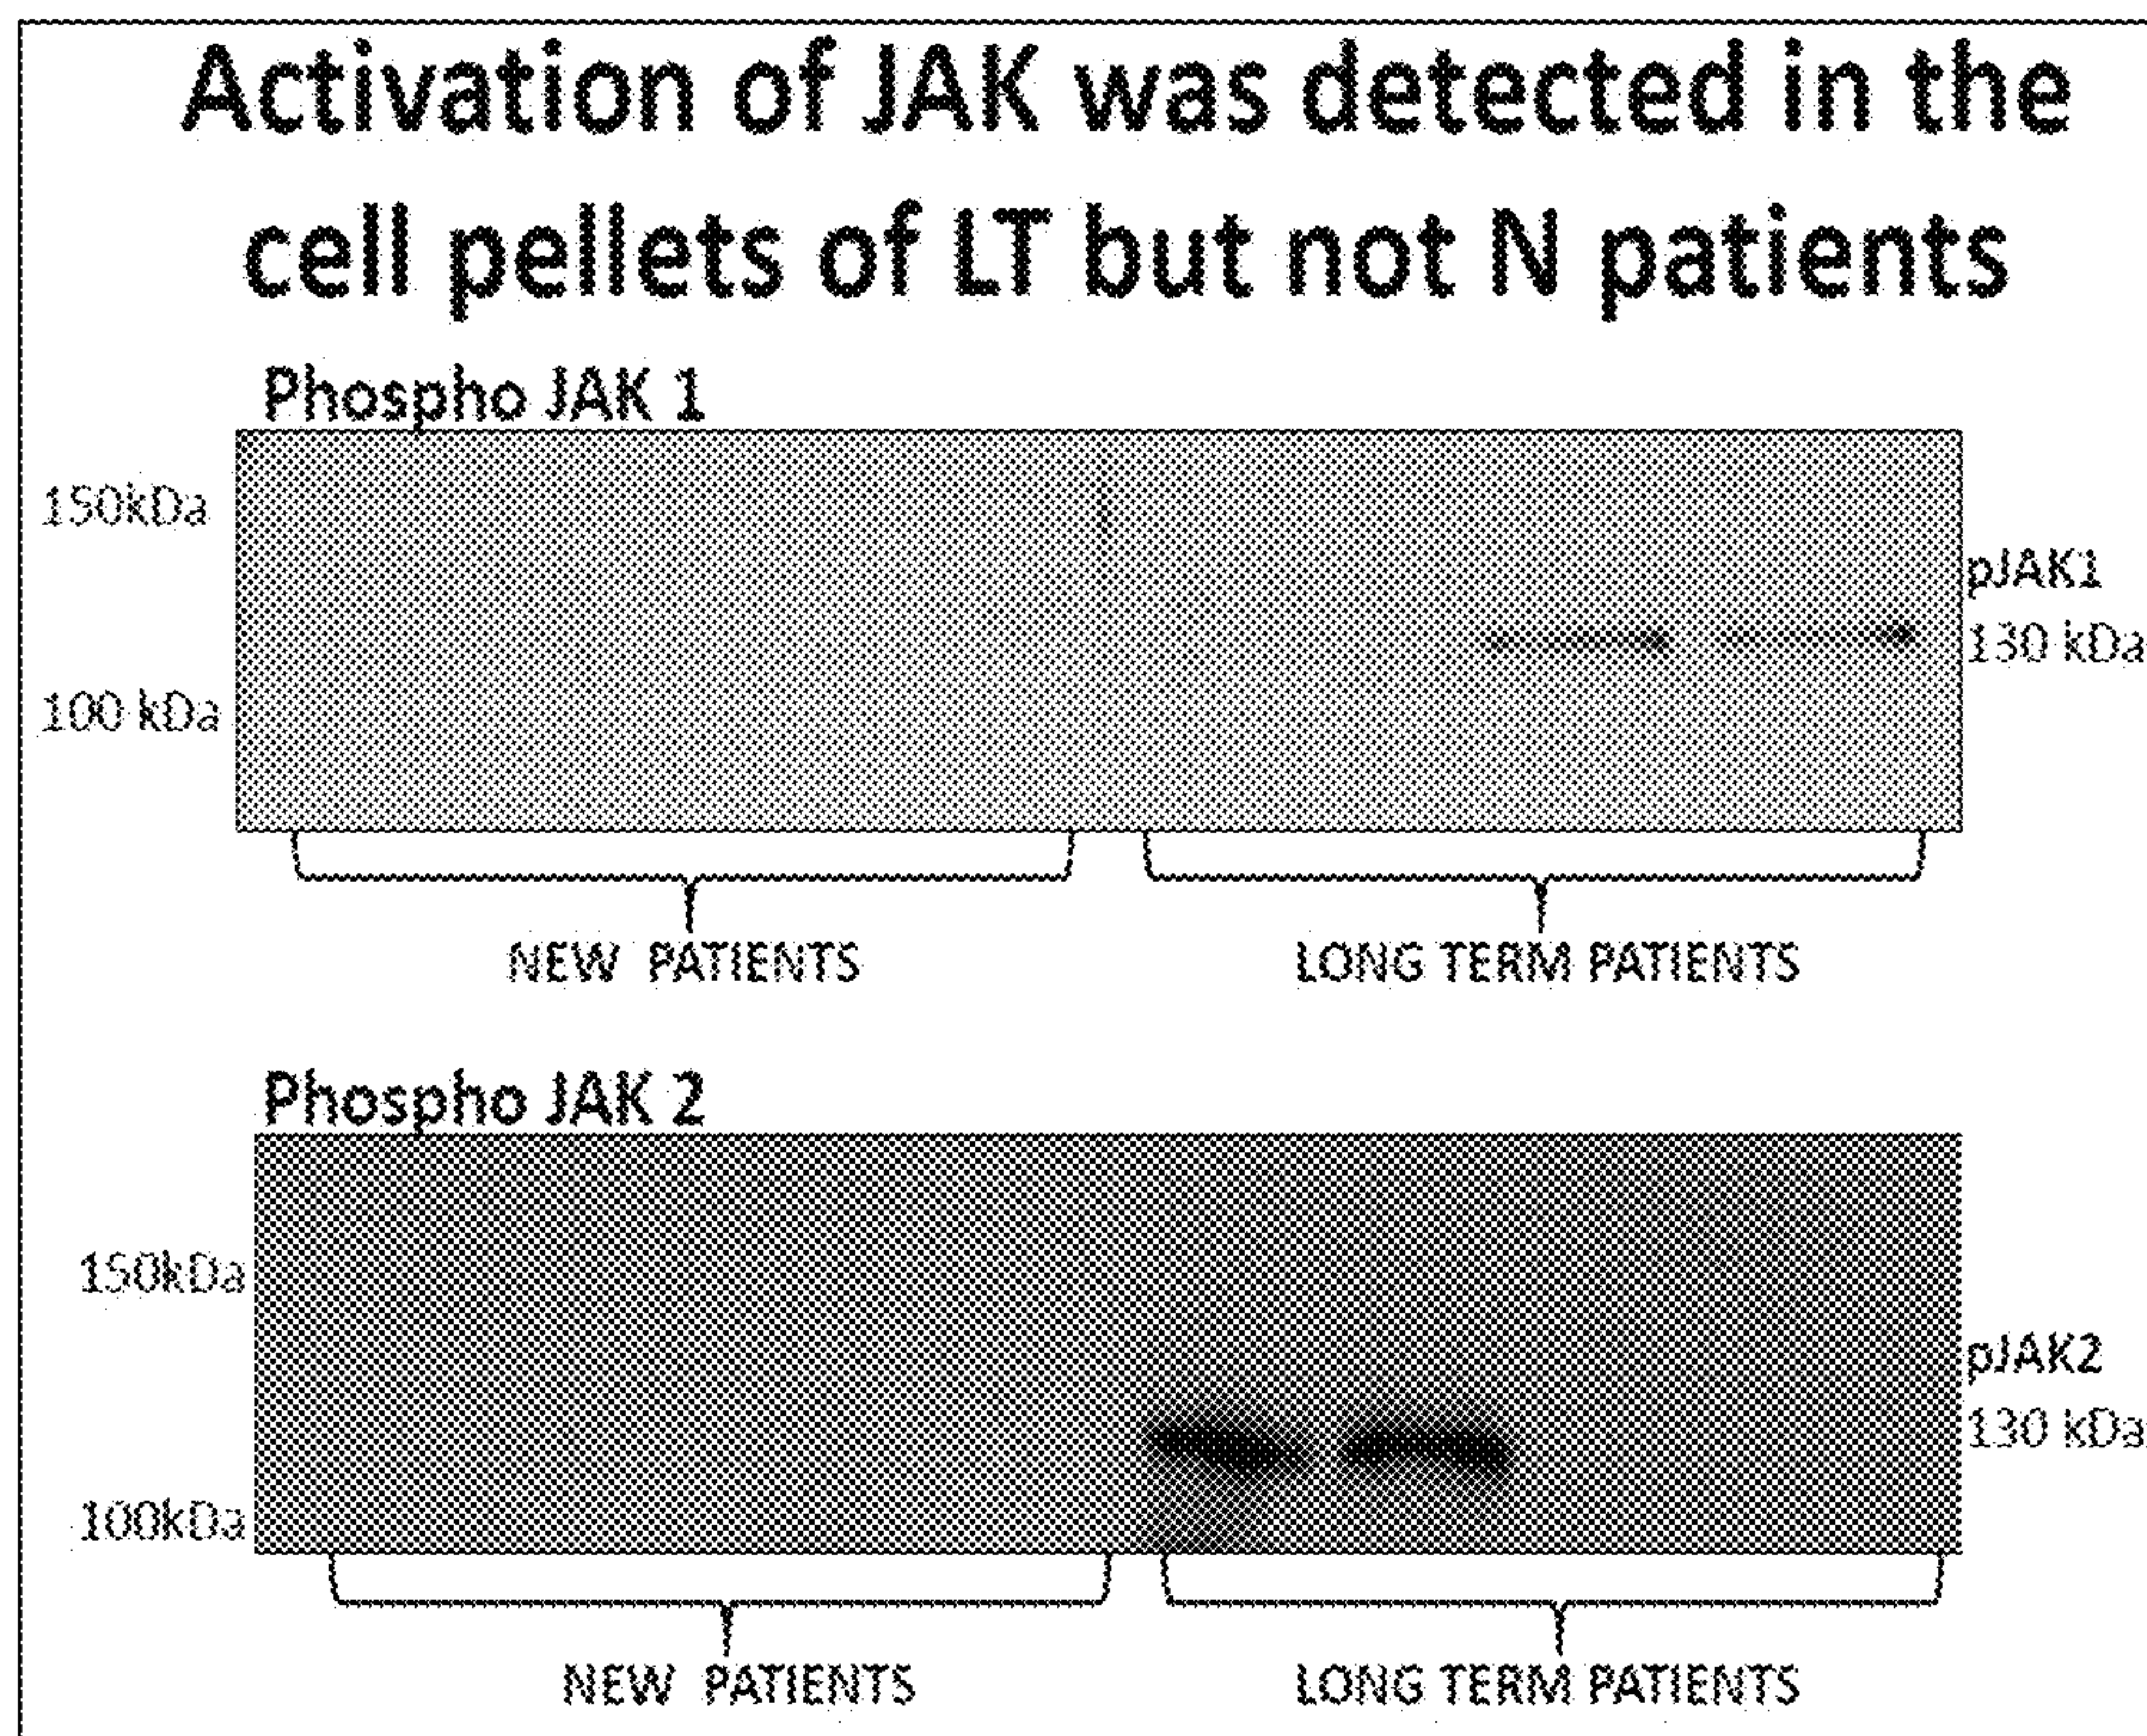 Activation of JAK was detected in the
cell pellets of LT but not N patients
Phospho JAK 1
150kDa
pJAK1
130 kDa
100 kDa
NEW PATIENTS
LONG TERM PATIENTS
Phospho JAK 2
150kDa
pJAK2
130 kDa
100kDa
NEW PATIENTS
LONG TERM PATIENTS